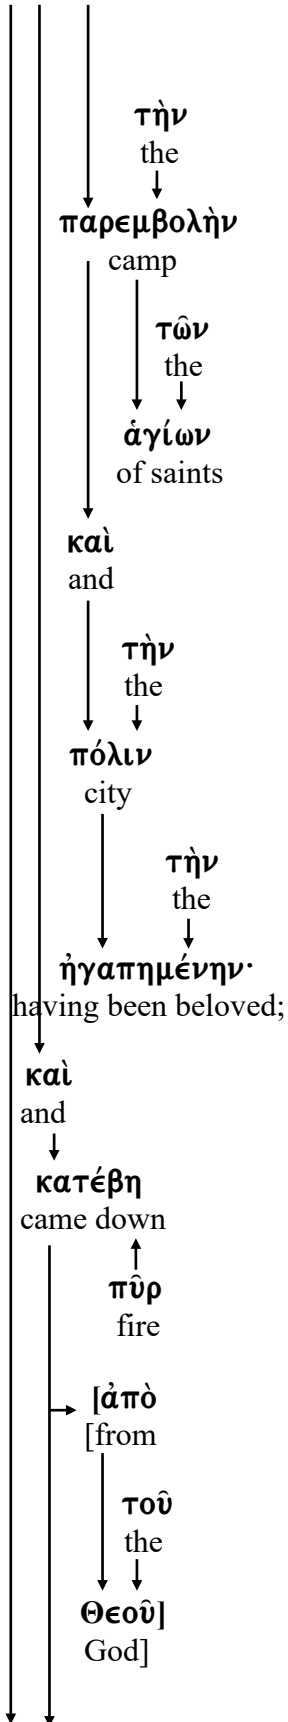 τὴν
the
παρεμβολὴν
camp
τῶν
the
ἁγίων
of saints
καὶ
and
τὴν
the
πόλιν
city
τὴν
the
ἠγαπημένην·
having been beloved;
καὶ
and
κατέβη
came down
πῦρ
fire
[ἀπὸ
[from
τοῦ
the
Θεοῦ]
God]